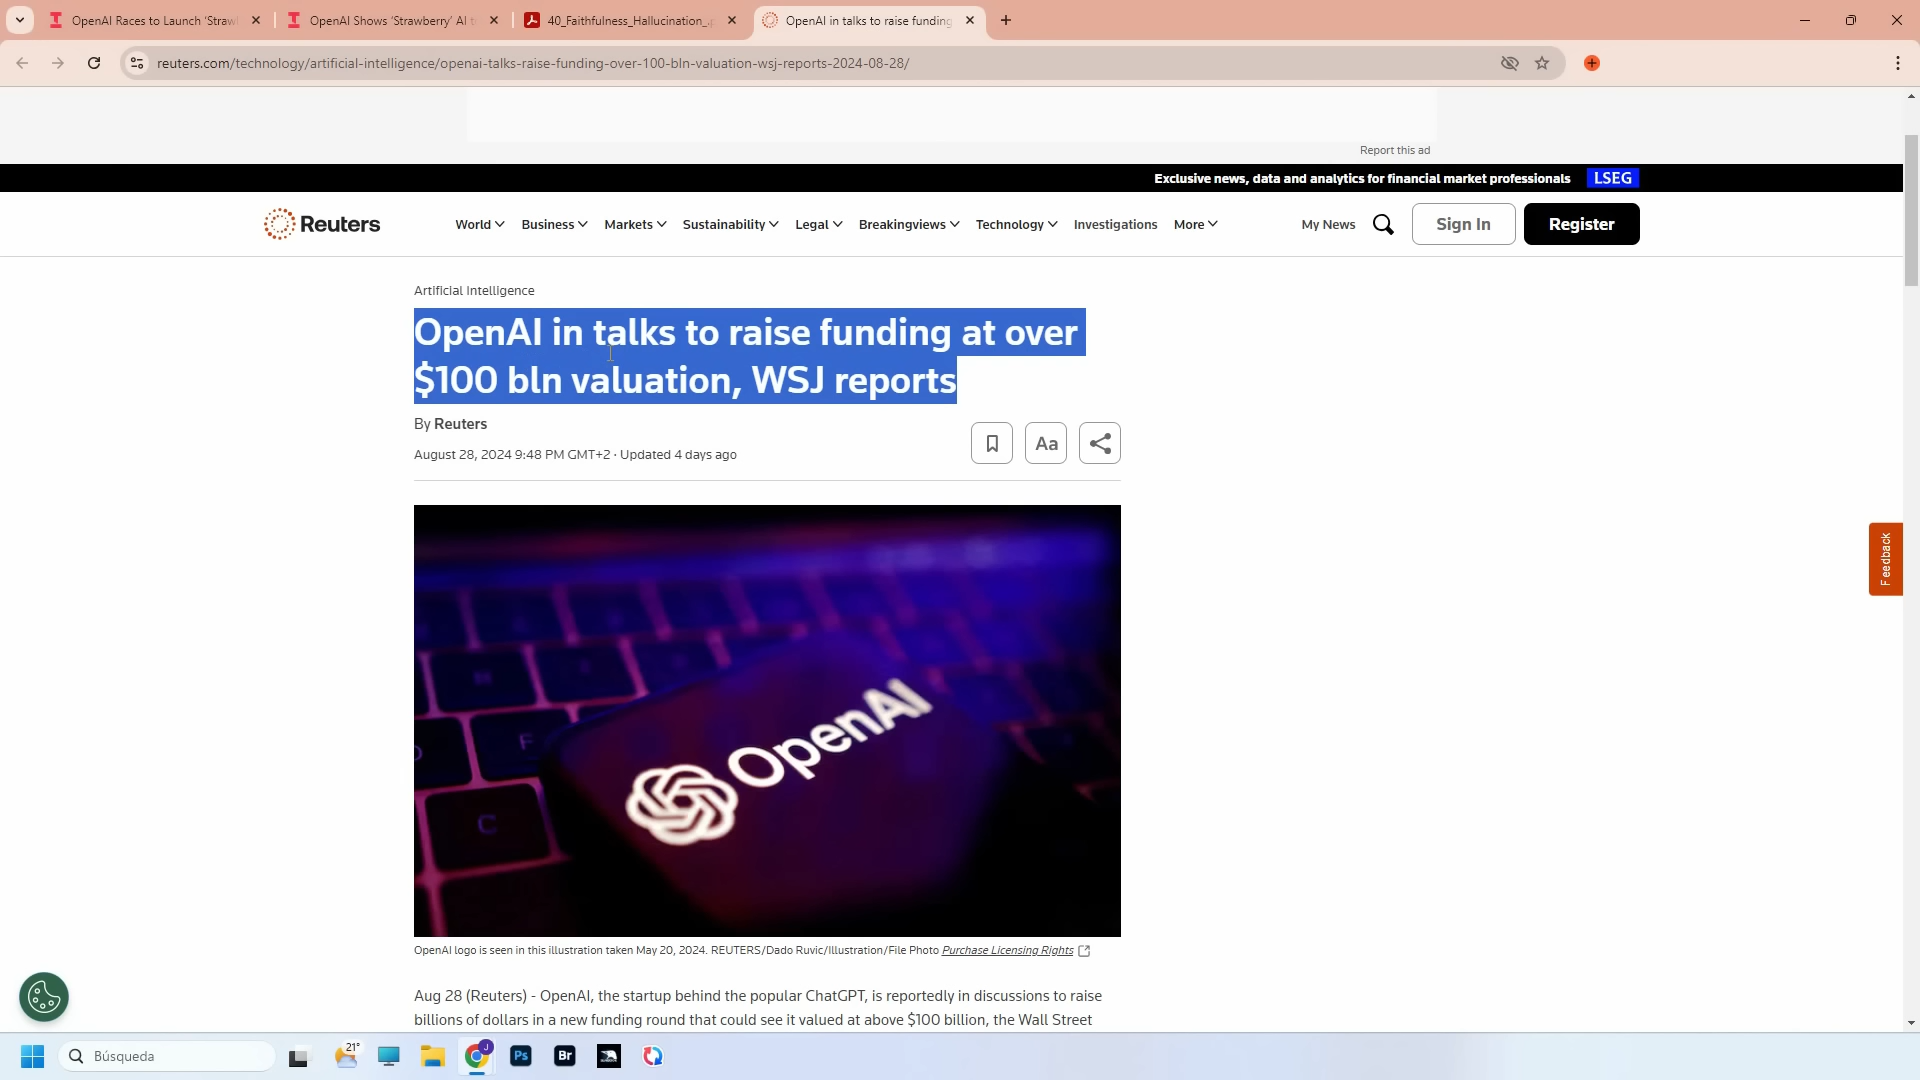 OpenAI Races to Launch 'Straw
OpenAI Shows 'Strawberry' AI t
40_Faithfulness_Hallucination_
OpenAI in talks to raise funding
reuters.com/technology/artificial-intelligence/openai-talks-raise-funding-over-100-bln-valuation-wsj-reports-2024-08-28/
Report this ad
Exclusive news, data and analytics for financial market professionals LSEG
Reuters World Business Markets Sustainability Legal Breakingviews Technology Investigations More My News Sign In Register
Artificial Intelligence
OpenAI in talks to raise funding at over
$100 bln valuation, WSJ reports
By Reuters
August 28, 2024 9:48 PM GMT+2 · Updated 4 days ago
Aa
Feedback
F
C
OpenAI
OpenAI logo is seen in this illustration taken May 20, 2024. REUTERS/Dado Ruvic/Illustration/File Photo Purchase Licensing Rights
Aug 28 (Reuters) - OpenAI, the startup behind the popular ChatGPT, is reportedly in discussions to raise
billions of dollars in a new funding round that could see it valued at above $100 billion, the Wall Street
Búsqueda
21°
J
Ps
Br